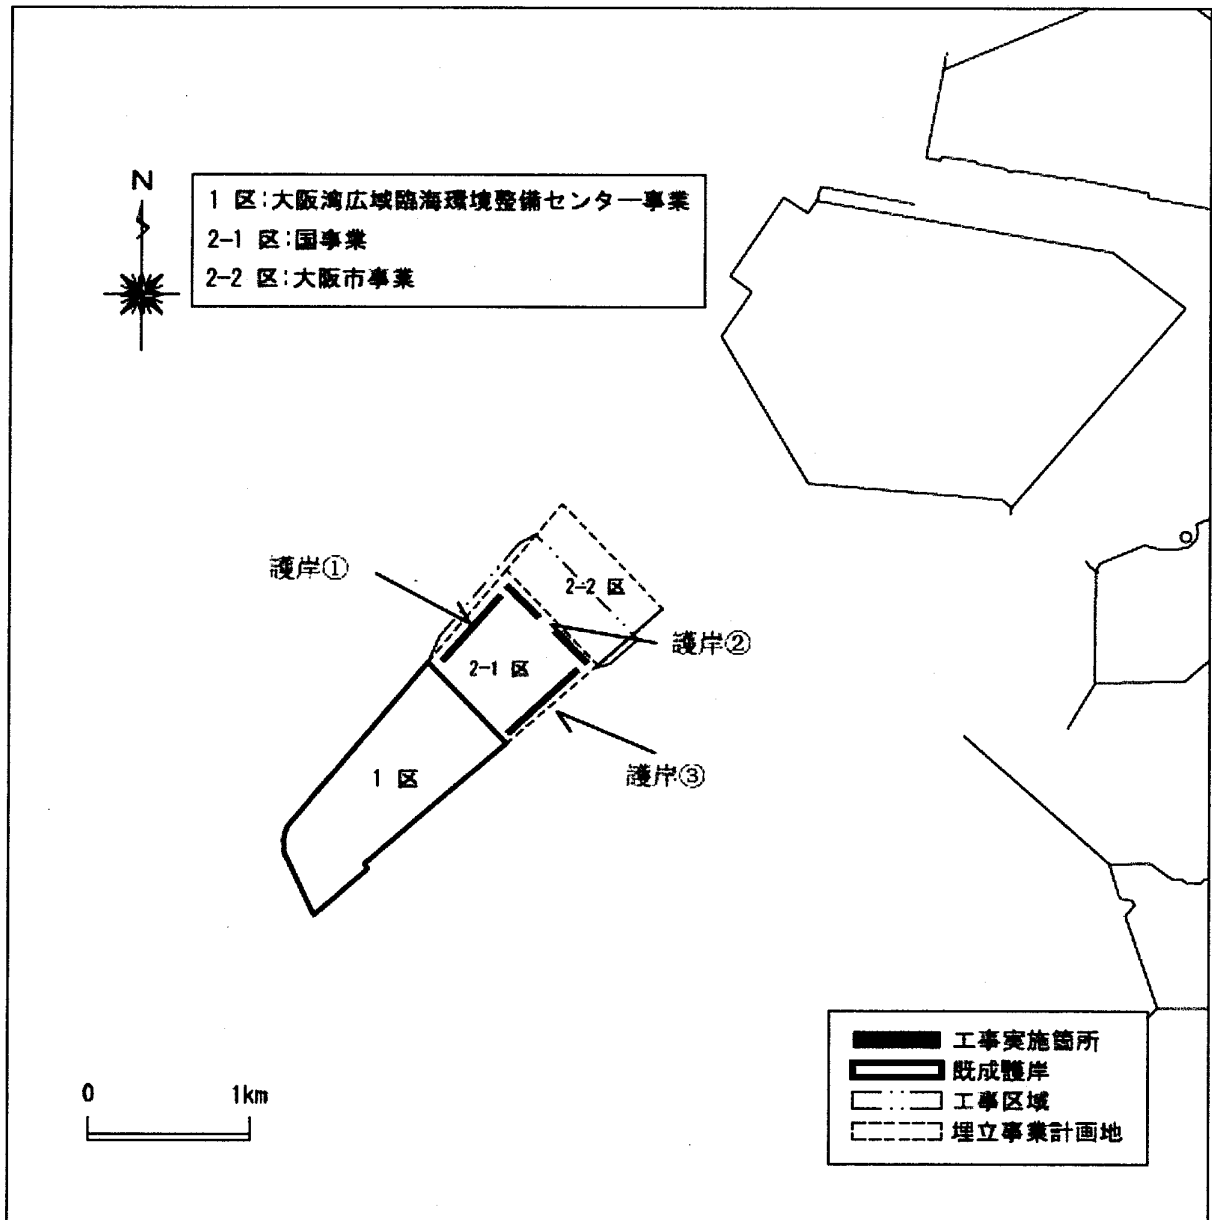 N
1 区:大阪湾広域臨海環境整備センター事業
2-1 区:国事業
2-2 区:大阪市事業
護岸①
2-2 区
護岸②
2-1 区
護岸③
1 区
0 1km
工事実施箇所
既成護岸
工事区域
埋立事業計画地